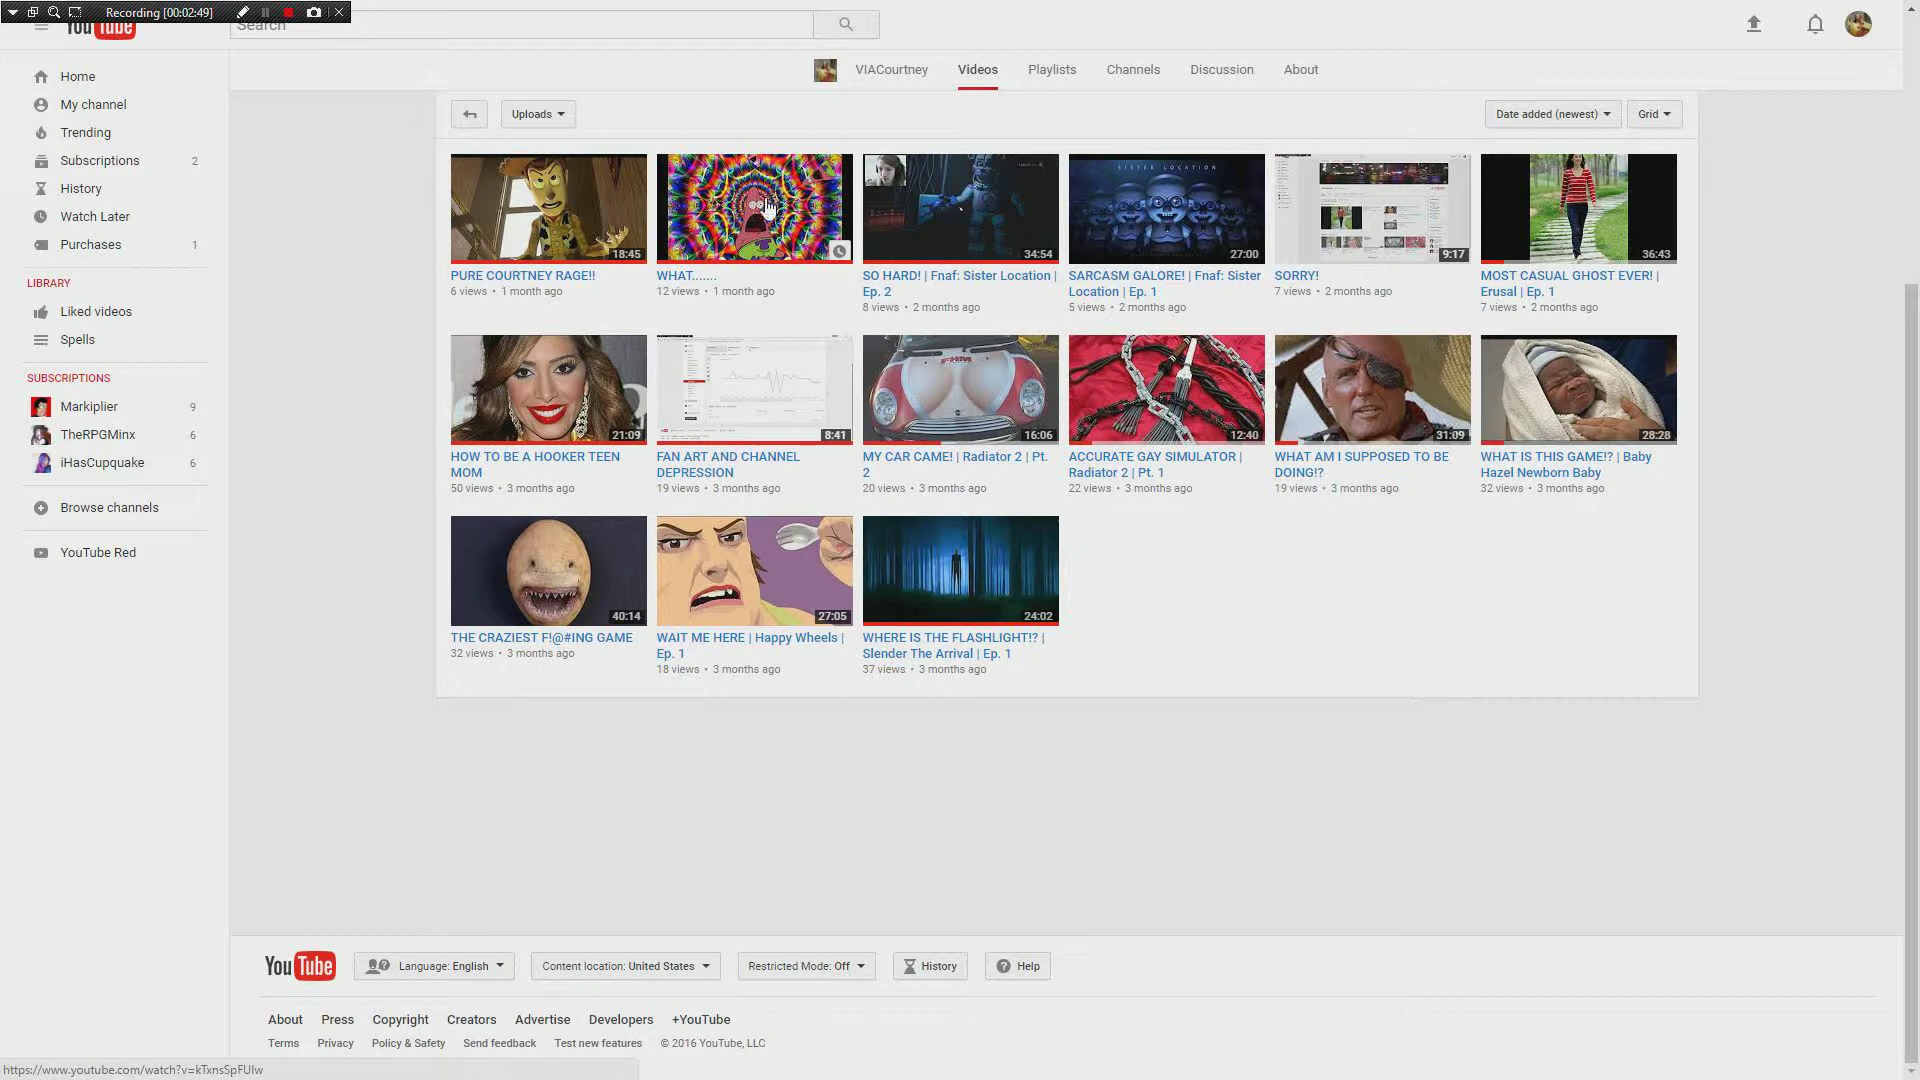 Recording [00:02:49]
YouTube
Search
Home
My channel
Trending
Subscriptions 2
History
Watch Later
Purchases 1
LIBRARY
Liked videos
Spells
SUBSCRIPTIONS
Markiplier 9
TheRPGMinx 6
iHasCupquake 6
Browse channels
YouTube Red
VIACourtney Videos Playlists Channels Discussion About
Uploads Date added (newest) Grid
18:45
PURE COURTNEY RAGE!!
6 views • 1 month ago
WHAT.......
12 views • 1 month ago
34:54
SO HARD! | Fnaf: Sister Location |
Ep. 2
8 views • 2 months ago
SISTER LOCATION
27:00
SARCASM GALORE! | Fnaf: Sister
Location | Ep. 1
5 views • 2 months ago
9:17
SORRY!
7 views • 2 months ago
36:43
MOST CASUAL GHOST EVER! |
Erusal | Ep. 1
7 views • 2 months ago
21:09
HOW TO BE A HOOKER TEEN
MOM
50 views • 3 months ago
8:41
FAN ART AND CHANNEL
DEPRESSION
19 views • 3 months ago
FHM
16:06
MY CAR CAME! | Radiator 2 | Pt.
2
20 views • 3 months ago
12:40
ACCURATE GAY SIMULATOR |
Radiator 2 | Pt. 1
22 views • 3 months ago
31:09
WHAT AM I SUPPOSED TO BE
DOING!?
19 views • 3 months ago
28:28
WHAT IS THIS GAME!? | Baby
Hazel Newborn Baby
32 views • 3 months ago
40:14
THE CRAZIEST F!@#ING GAME
32 views • 3 months ago
27:05
WAIT ME HERE | Happy Wheels |
Ep. 1
18 views • 3 months ago
24:02
WHERE IS THE FLASHLIGHT!? |
Slender The Arrival | Ep. 1
37 views • 3 months ago
YouTube Language: English Content location: United States Restricted Mode: Off History Help
About Press Copyright Creators Advertise Developers +YouTube
Terms Privacy Policy & Safety Send feedback Test new features © 2016 YouTube, LLC
https://www.youtube.com/watch?v=kTxnsSpFUIw